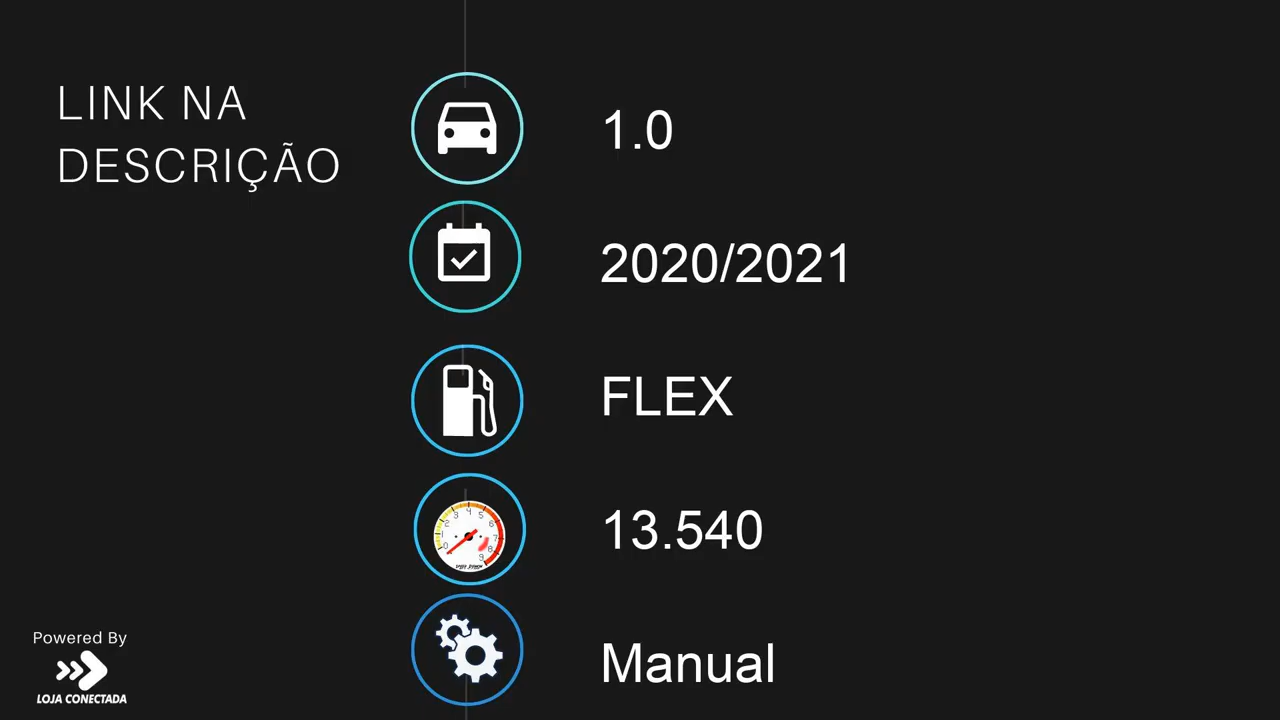 LINK NA
DESCRIÇÃO
1.0
2020/2021
FLEX
13.540
Manual
Powered By
LOJA CONECTADA